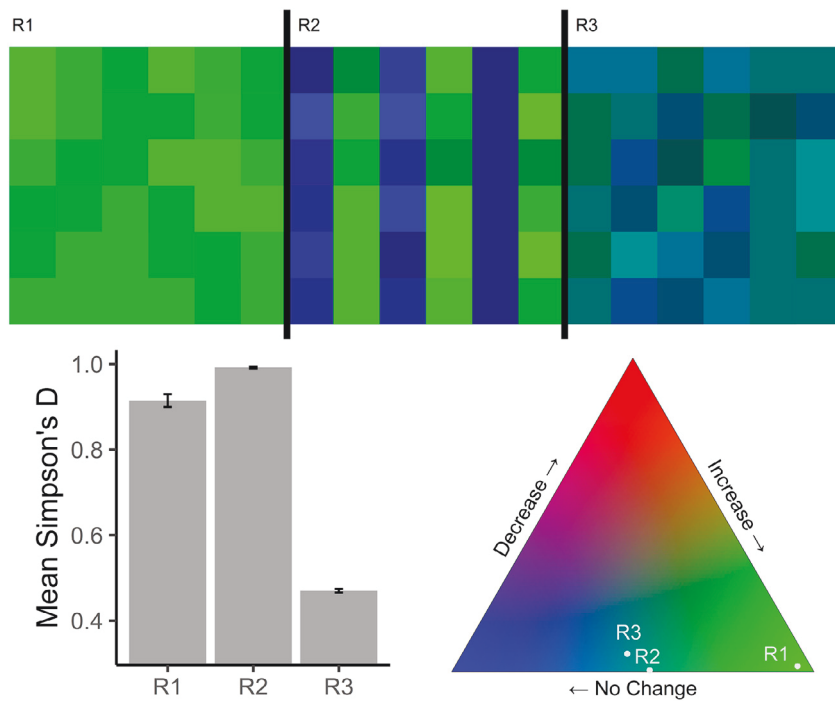 R1
R2
R3
Mean Simpson's D
1.0
0.8
0.6
0.4
R1
R2
R3
Decrease →
Increase →
R3
R2
R1
← No Change